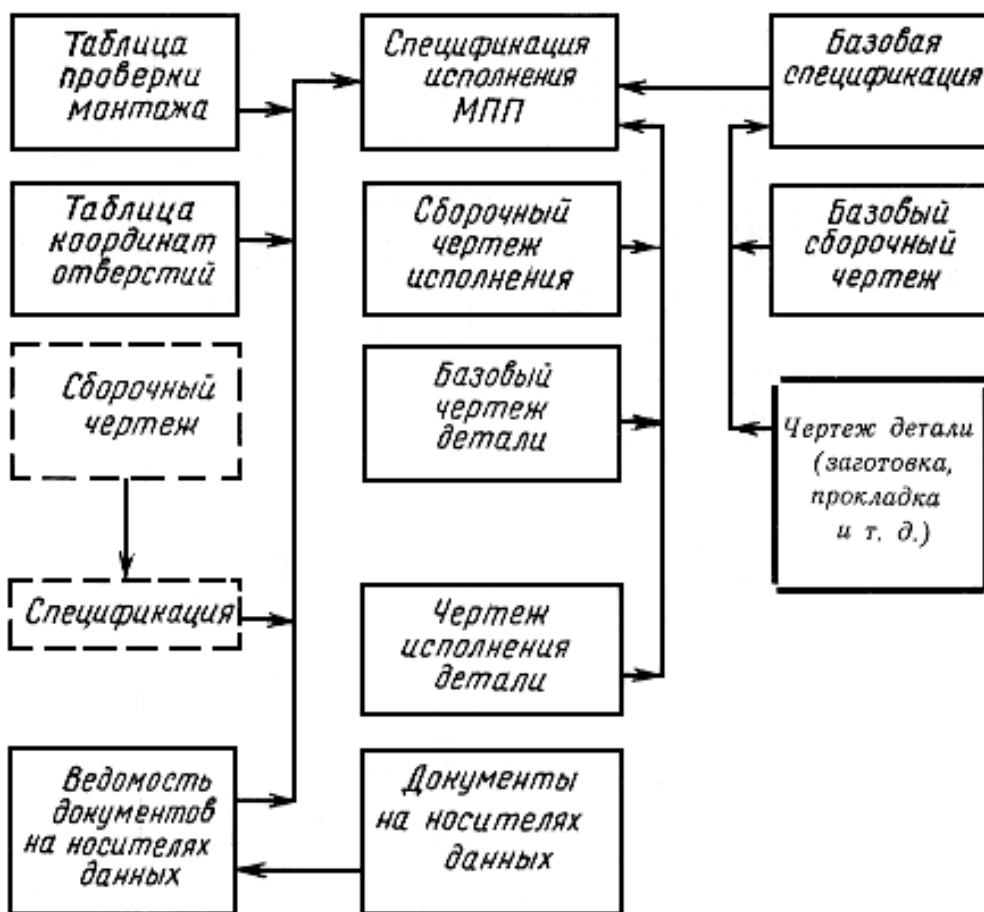 Таблица
проверки
монтажа
Спецификация
исполнения
МПП
Базовая
спецификация
Таблица
координат
отверстий
Сборочный
чертеж
исполнения
Базовый
сборочный
чертеж
Сборочный
чертеж
Базовый
чертеж
детали
Чертеж детали
(заготовка,
прокладка
и т. д.)
Спецификация
Чертеж
исполнения
детали
Ведомость
документов
на носителях
данных
Документы
на носителях
данных